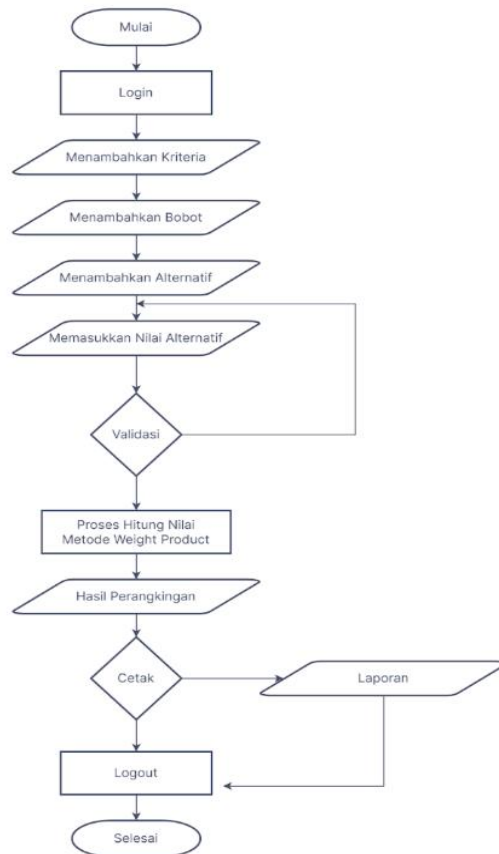 Mulai
Login
Menambahkan Kriteria
Menambahkan Bobot
Menambahkan Alternatif
Memasukkan Nilai Alternatif
Validasi
Proses Hitung Nilai
Metode Weight Product
Hasil Perangkingan
Cetak
Laporan
Logout
Selesai